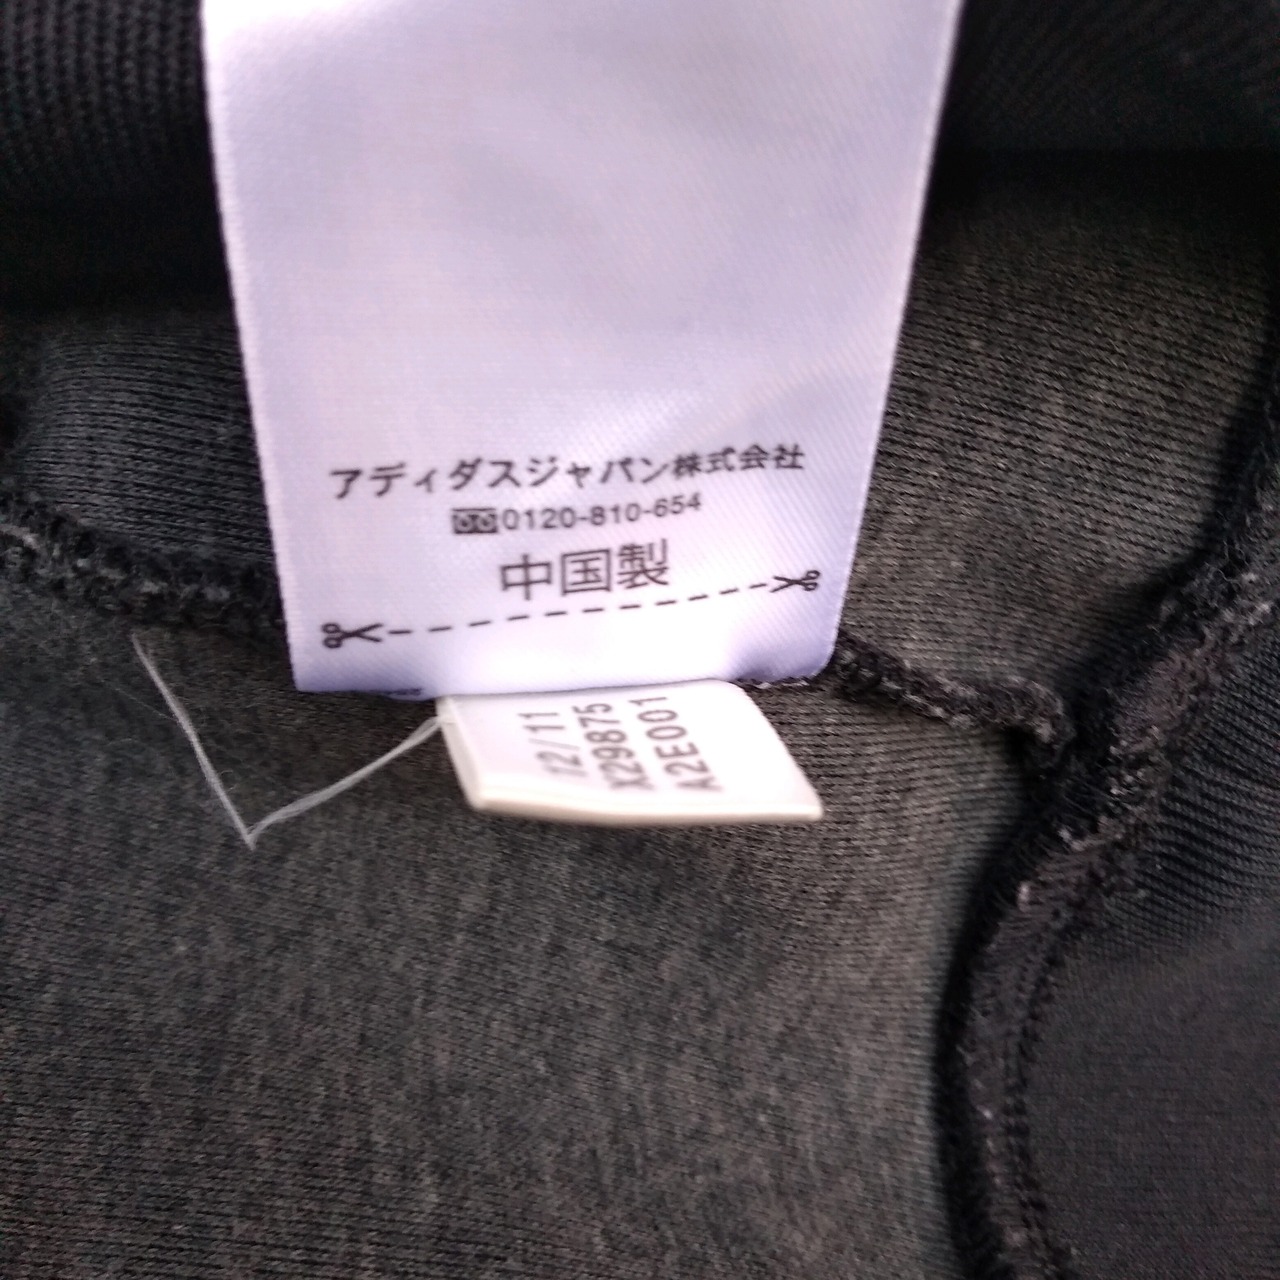 アディダスジャパン株式会社
0120-810-654
中国製
12/11
X29875
A2E001